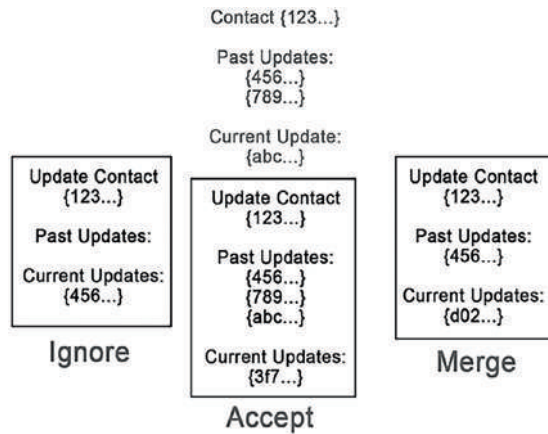 Contact {123...}
Past Updates:
{456...}
{789...}
Current Update:
{abc...}
Update Contact
{123...}
Past Updates:
Current Updates:
{456...}
Ignore
Update Contact
{123...}
Past Updates:
{456...}
{789...}
{abc...}
Current Updates:
{3f7...}
Accept
Update Contact
{123...}
Past Updates:
{456...}
Current Updates:
{d02...}
Merge